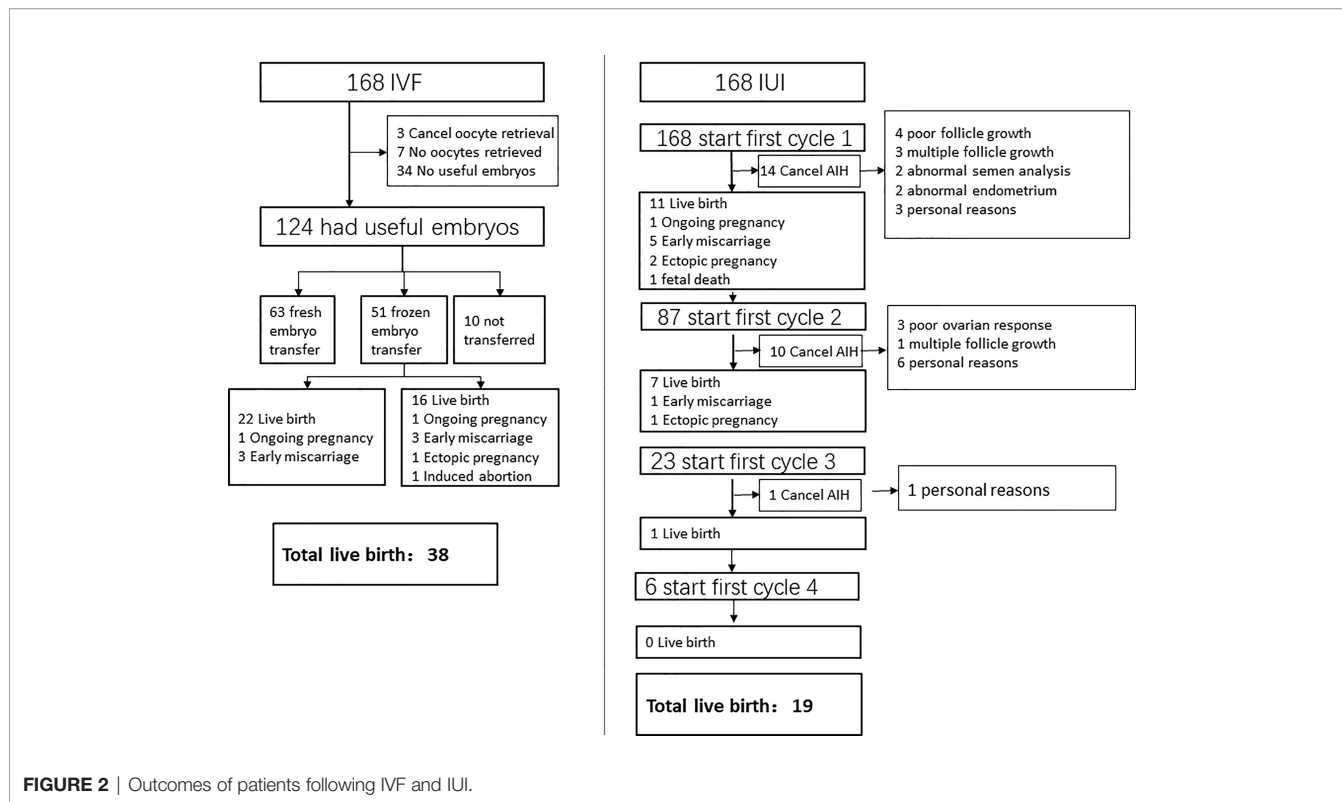 168 IVF
3 Cancel oocyte retrieval
7 No oocytes retrieved
34 No useful embryos
124 had useful embryos
63 fresh
embryo
transfer
51 frozen
embryo
transfer
10 not
transferred
22 Live birth
1 Ongoing pregnancy
3 Early miscarriage
16 Live birth
1 Ongoing pregnancy
3 Early miscarriage
1 Ectopic pregnancy
1 Induced abortion
Total live birth： 38
168 IUI
168 start first cycle 1
14 Cancel AIH
4 poor follicle growth
3 multiple follicle growth
2 abnormal semen analysis
2 abnormal endometrium
3 personal reasons
11 Live birth
1 Ongoing pregnancy
5 Early miscarriage
2 Ectopic pregnancy
1 fetal death
87 start first cycle 2
10 Cancel AIH
3 poor ovarian response
1 multiple follicle growth
6 personal reasons
7 Live birth
1 Early miscarriage
1 Ectopic pregnancy
23 start first cycle 3
1 Cancel AIH
1 personal reasons
1 Live birth
6 start first cycle 4
0 Live birth
Total live birth： 19
FIGURE 2 | Outcomes of patients following IVF and IUI.